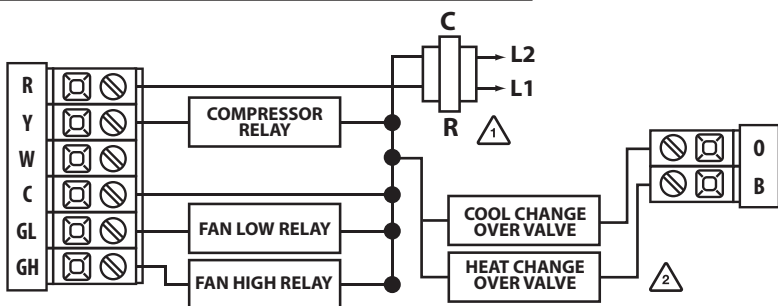 C
L2
L1
R
1
R
Y
W
C
GL
GH
COMPRESSOR
RELAY
FAN LOW RELAY
FAN HIGH RELAY
COOL CHANGE
OVER VALVE
HEAT CHANGE
OVER VALVE
2
O
B